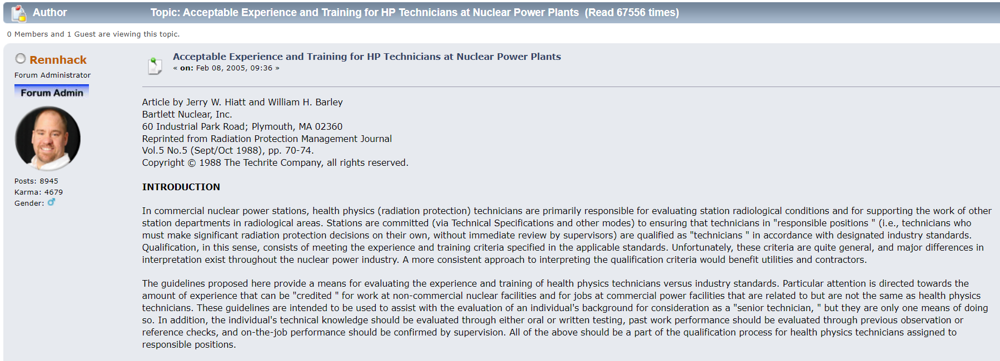 Author
Topic: Acceptable Experience and Training for HP Technicians at Nuclear Power Plants  (Read 67556 times)
0 Members and 1 Guest are viewing this topic.
Rennhack
Forum Administrator
Forum Admin
Posts: 8945
Karma: 4679
Gender:
Acceptable Experience and Training for HP Technicians at Nuclear Power Plants
« on: Feb 08, 2005, 09:36 »
Article by Jerry W. Hiatt and William H. Barley
Bartlett Nuclear, Inc.
60 Industrial Park Road; Plymouth, MA 02360
Reprinted from Radiation Protection Management Journal
Vol.5 No.5 (Sept/Oct 1988), pp. 70-74.
Copyright © 1988 The Techrite Company, all rights reserved.
INTRODUCTION
In commercial nuclear power stations, health physics (radiation protection) technicians are primarily responsible for evaluating station radiological conditions and for supporting the work of other
station departments in radiological areas. Stations are committed (via Technical Specifications and other modes) to ensuring that technicians in "responsible positions " (i.e., technicians who
must make significant radiation protection decisions on their own, without immediate review by supervisors) are qualified as "technicians " in accordance with designated industry standards.
Qualification, in this sense, consists of meeting the experience and training criteria specified in the applicable standards. Unfortunately, these criteria are quite general, and major differences in
interpretation exist throughout the nuclear power industry. A more consistent approach to interpreting the qualification criteria would benefit utilities and contractors.
The guidelines proposed here provide a means for evaluating the experience and training of health physics technicians versus industry standards. Particular attention is directed towards the
amount of experience that can be "credited " for work at non-commercial nuclear facilities and for jobs at commercial power facilities that are related to but are not the same as health physics
technicians. These guidelines are intended to be used to assist with the evaluation of an individual's background for consideration as a "senior technician, " but they are only one means of doing
so. In addition, the individual's technical knowledge should be evaluated through either oral or written testing, past work performance should be evaluated through previous observation or
reference checks, and on-the-job performance should be confirmed by supervision. All of the above should be a part of the qualification process for health physics technicians assigned to
responsible positions.